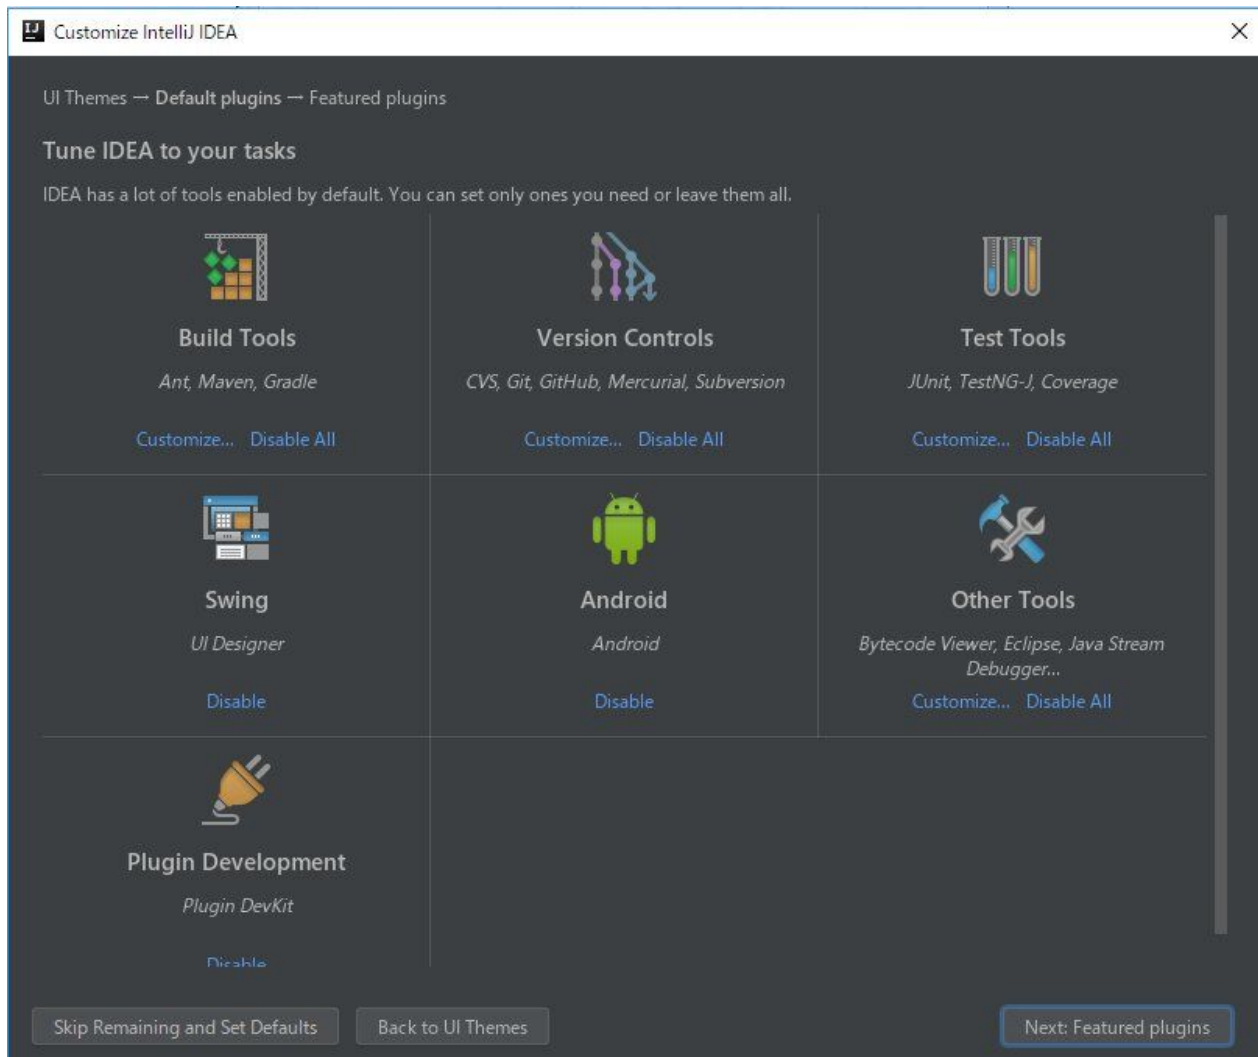 Customize IntelliJ IDEA
UI Themes → Default plugins → Featured plugins
Tune IDEA to your tasks
IDEA has a lot of tools enabled by default. You can set only ones you need or leave them all.
Build Tools
Ant, Maven, Gradle
Customize... Disable All
Version Controls
CVS, Git, GitHub, Mercurial, Subversion
Customize... Disable All
Test Tools
JUnit, TestNG-J, Coverage
Customize... Disable All
Swing
UI Designer
Disable
Android
Android
Disable
Other Tools
Bytecode Viewer, Eclipse, Java Stream
Debugger...
Customize... Disable All
Plugin Development
Plugin DevKit
Disable
Skip Remaining and Set Defaults
Back to UI Themes
Next: Featured plugins